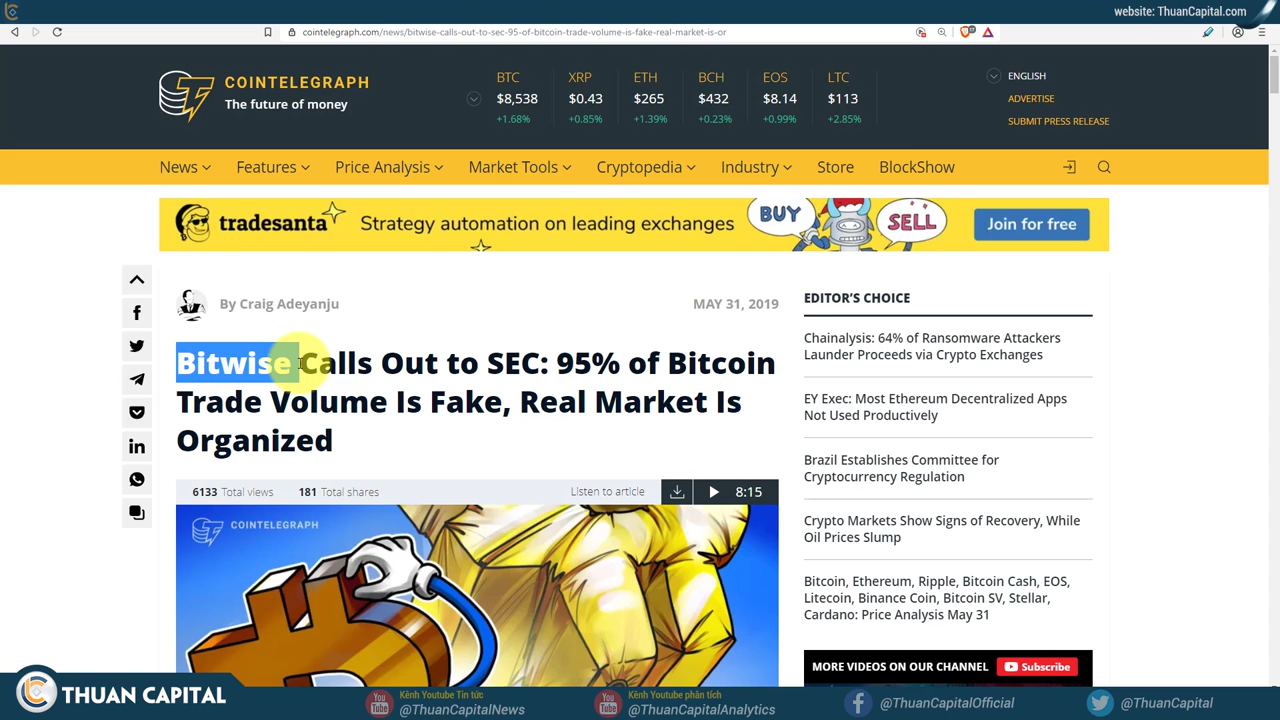 website: ThuanCapital.com
cointelegraph.com/news/bitwise-calls-out-to-sec-95-of-bitcoin-trade-volume-is-fake-real-market-is-or
COINTELEGRAPH
The future of money
BTC XRP ETH BCH EOS LTC
$8,538 $0.43 $265 $432 $8.14 $113
+1.68% +0.85% +1.39% +0.23% +0.99% +2.85%
ENGLISH
ADVERTISE
SUBMIT PRESS RELEASE
News Features Price Analysis Market Tools Cryptopedia Industry Store BlockShow
tradesanta Strategy automation on leading exchanges BUY SELL Join for free
By Craig Adeyanju MAY 31, 2019
Bitwise Calls Out to SEC: 95% of Bitcoin
Trade Volume Is Fake, Real Market Is
Organized
6133 Total views 181 Total shares Listen to article 8:15
COINTELEGRAPH
EDITOR'S CHOICE
Chainalysis: 64% of Ransomware Attackers
Launder Proceeds via Crypto Exchanges
EY Exec: Most Ethereum Decentralized Apps
Not Used Productively
Brazil Establishes Committee for
Cryptocurrency Regulation
Crypto Markets Show Signs of Recovery, While
Oil Prices Slump
Bitcoin, Ethereum, Ripple, Bitcoin Cash, EOS,
Litecoin, Binance Coin, Bitcoin SV, Stellar,
Cardano: Price Analysis May 31
MORE VIDEOS ON OUR CHANNEL Subscribe
THUAN CAPITAL
You Tube Kênh Youtube Tin tức
@ThuanCapitalNews
You Tube Kênh Youtube phân tích
@ThuanCapitalAnalytics
@ThuanCapitalOfficial
@ThuanCapital